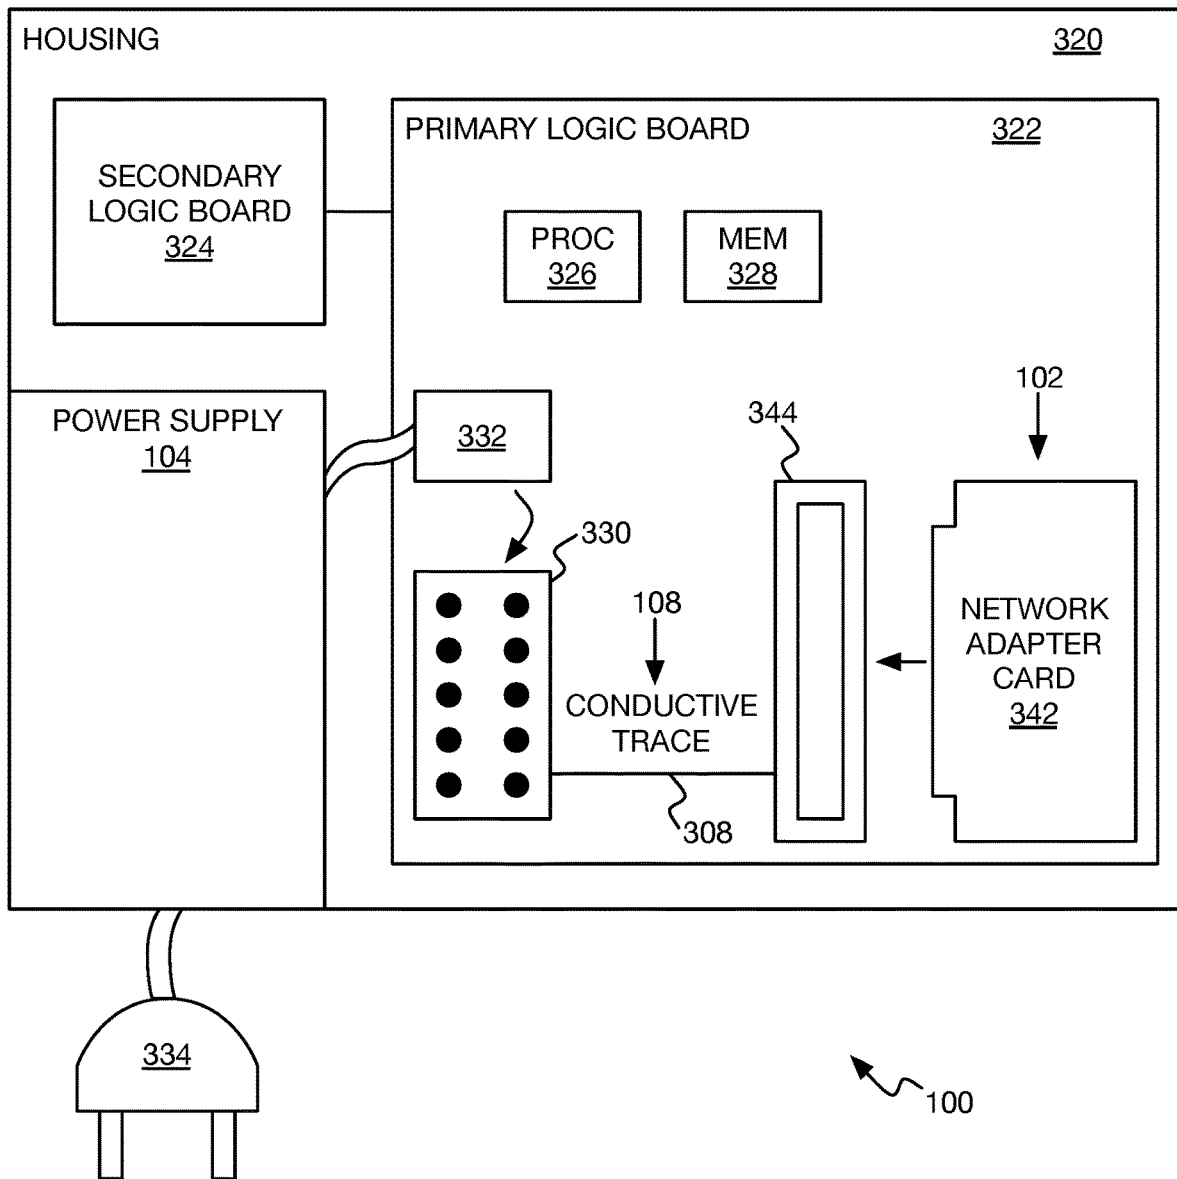 HOUSING 320
PRIMARY LOGIC BOARD 322
SECONDARY
LOGIC BOARD
324
PROC
326
MEM
328
POWER SUPPLY
104
332
344
102
330
108
CONDUCTIVE
TRACE
308
NETWORK
ADAPTER
CARD
342
334
100